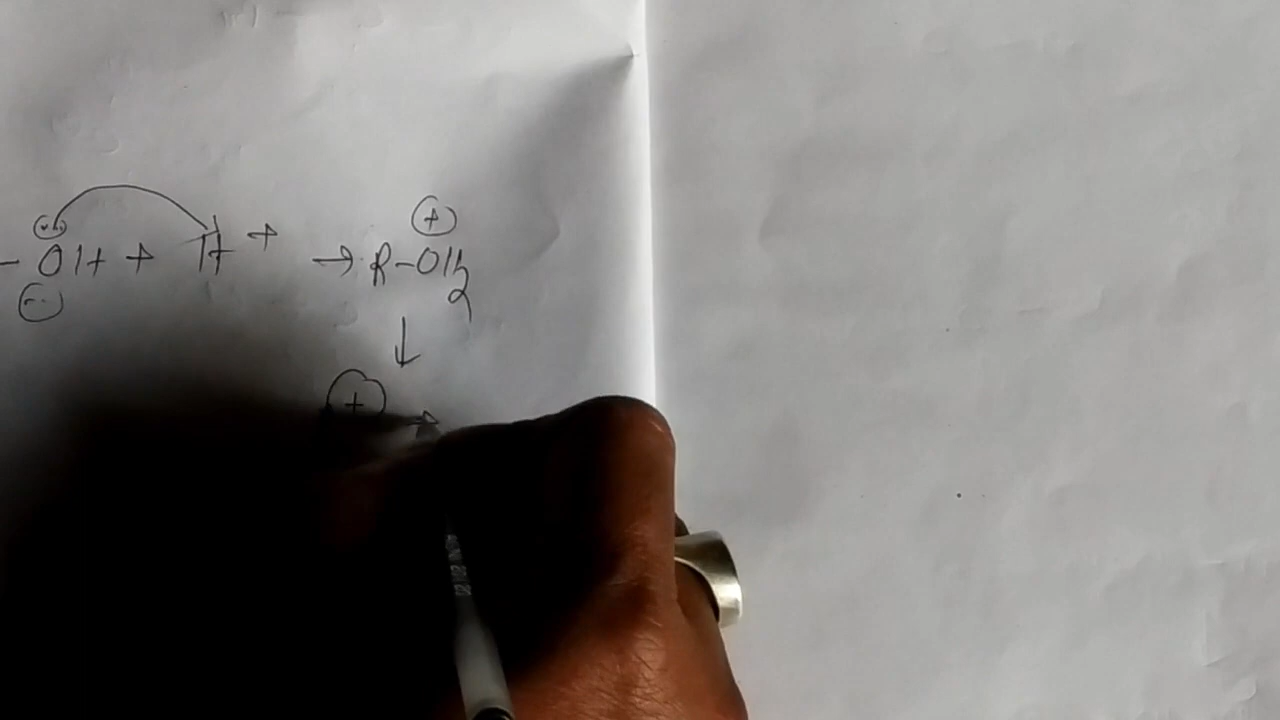 - OH + H + → R-OH2
+
↓
+